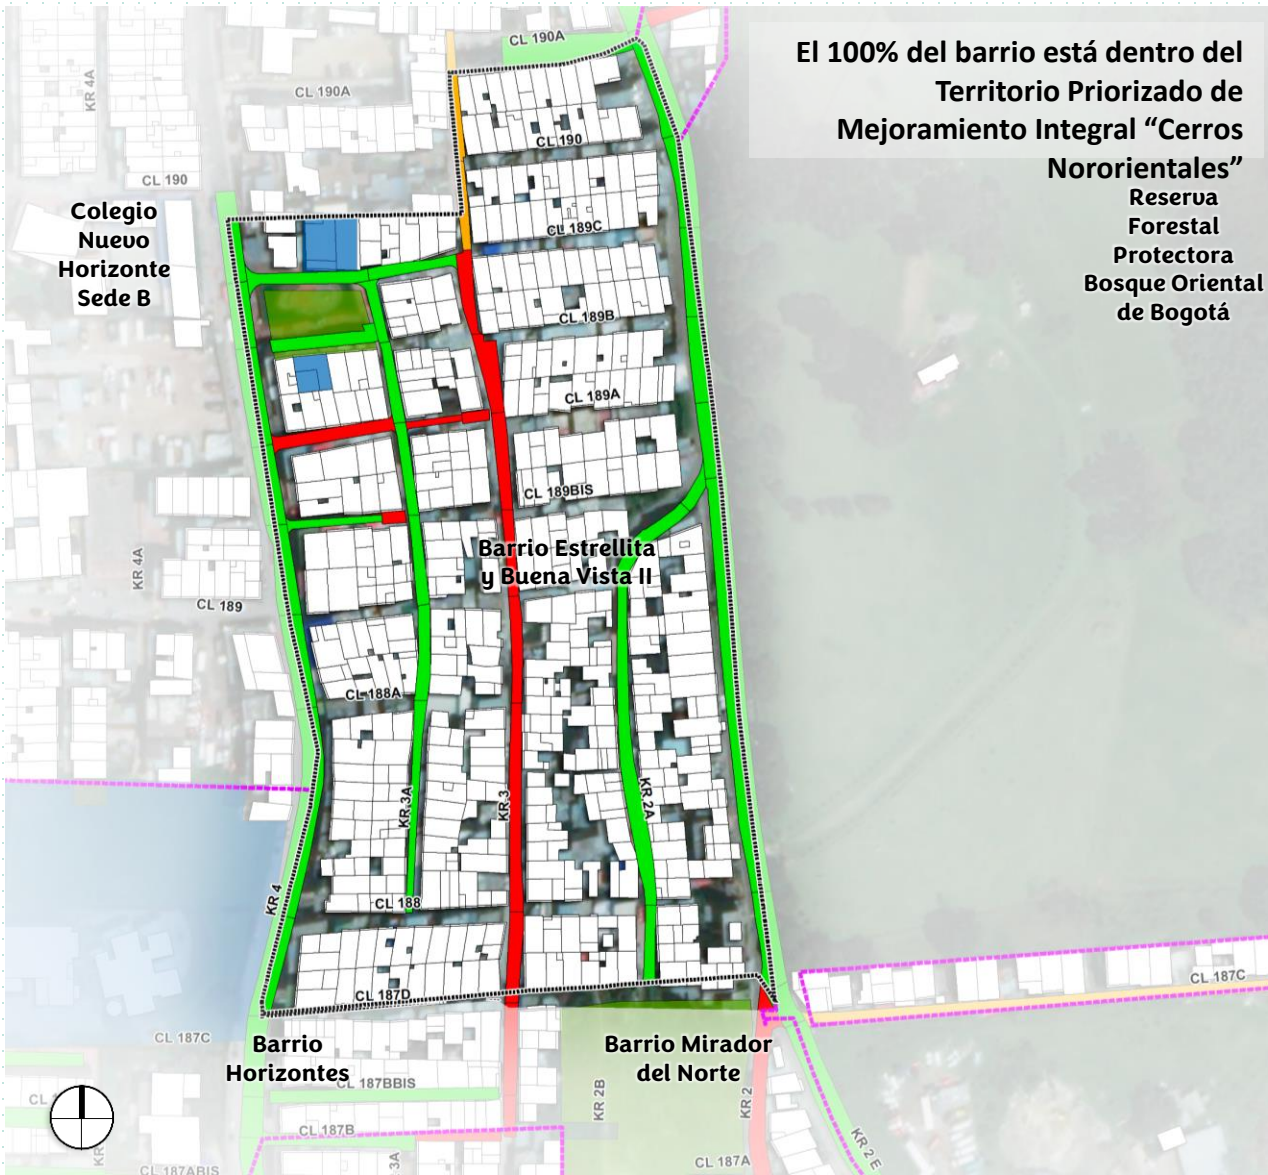 El 100% del barrio está dentro del
Territorio Priorizado de
Mejoramiento Integral “Cerros
Nororientales”
Reserva
Forestal
Protectora
Bosque Oriental
de Bogotá
CL 190A
KR 4A
CL 190A
CL 190
CL 190
Colegio
Nuevo
Horizonte
Sede B
CL 189C
CL 189B
CL 189A
CL 189BIS
Barrio Estrellita
y Buena Vista II
KR 4A
CL 189
CL 188A
KR 3A
KR 3
KR 2A
KR 4
CL 188
CL 187D
CL 187C
CL 187C
Barrio
Horizontes
Barrio Mirador
del Norte
CL 187BBIS
KR 2B
KR 2
CL 187B
3A
KR 2 E
CL 187A
CL 187ABIS